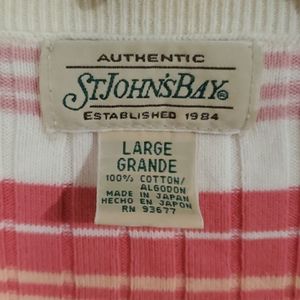 AUTHENTIC
ST JOHN'S BAY®
ESTABLISHED 1984
LARGE
GRANDE
100% COTTON/
ALGODON
MADE IN JAPAN
HECHO EN JAPON
RN 93677